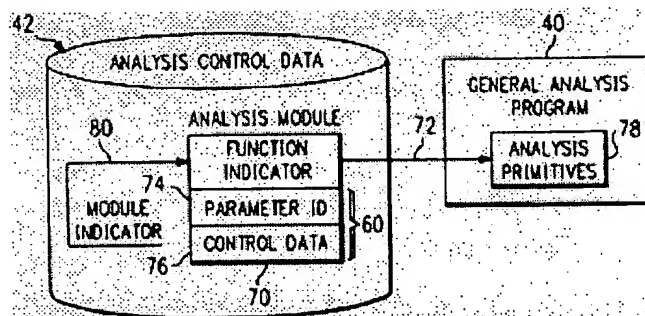 42
ANALYSIS CONTROL DATA
40
GENERAL ANALYSIS
PROGRAM
ANALYSIS
PRIMITIVES
78
72
80
ANALYSIS MODULE
FUNCTION
INDICATOR
74
PARAMETER ID
60
MODULE
INDICATOR
CONTROL DATA
76
70